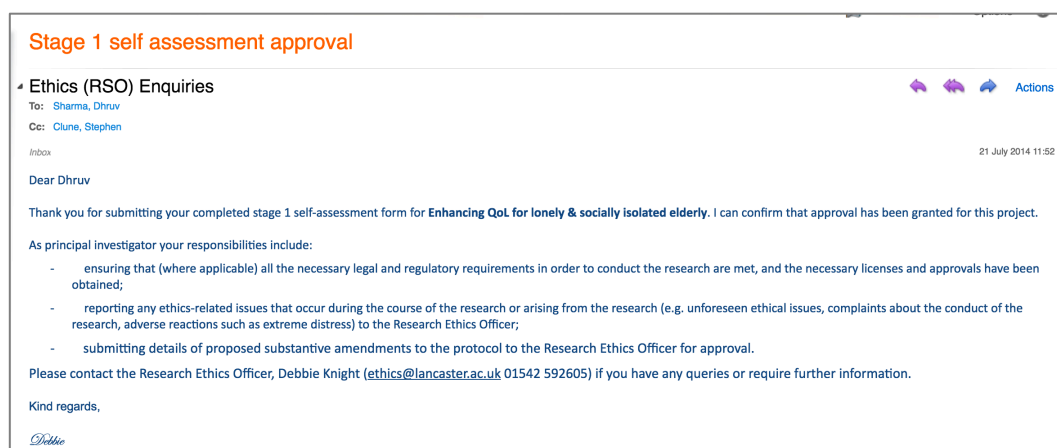 Stage 1 self assessment approval
Ethics (RSO) Enquiries
Actions
To: Sharma, Dhruv
Cc: Clune, Stephen
Inbox
21 July 2014 11:52
Dear Dhruv
Thank you for submitting your completed stage 1 self-assessment form for Enhancing QoL for lonely & socially isolated elderly. I can confirm that approval has been granted for this project.
As principal investigator your responsibilities include:
- ensuring that (where applicable) all the necessary legal and regulatory requirements in order to conduct the research are met, and the necessary licenses and approvals have been
obtained;
- reporting any ethics-related issues that occur during the course of the research or arising from the research (e.g. unforeseen ethical issues, complaints about the conduct of the
research, adverse reactions such as extreme distress) to the Research Ethics Officer;
- submitting details of proposed substantive amendments to the protocol to the Research Ethics Officer for approval.
Please contact the Research Ethics Officer, Debbie Knight (ethics@lancaster.ac.uk 01542 592605) if you have any queries or require further information.
Kind regards,
Debbie